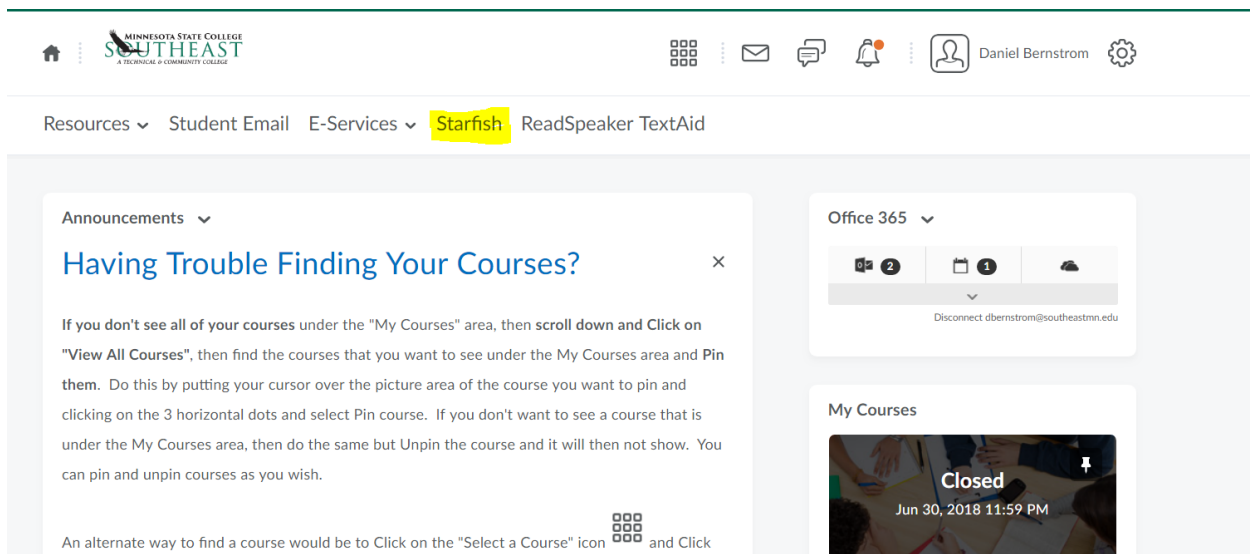 MINNESOTA STATE COLLEGE
SOUTHEAST
A TECHNICAL & COMMUNITY COLLEGE
Daniel Bernstrom
Resources Student Email E-Services Starfish ReadSpeaker TextAid
Announcements
Having Trouble Finding Your Courses?
If you don't see all of your courses under the "My Courses" area, then scroll down and Click on
"View All Courses", then find the courses that you want to see under the My Courses area and Pin
them. Do this by putting your cursor over the picture area of the course you want to pin and
clicking on the 3 horizontal dots and select Pin course. If you don't want to see a course that is
under the My Courses area, then do the same but Unpin the course and it will then not show. You
can pin and unpin courses as you wish.
An alternate way to find a course would be to Click on the "Select a Course" icon and Click
Office 365
2 1
Disconnect dbernstrom@southeastmn.edu
My Courses
Closed
Jun 30, 2018 11:59 PM